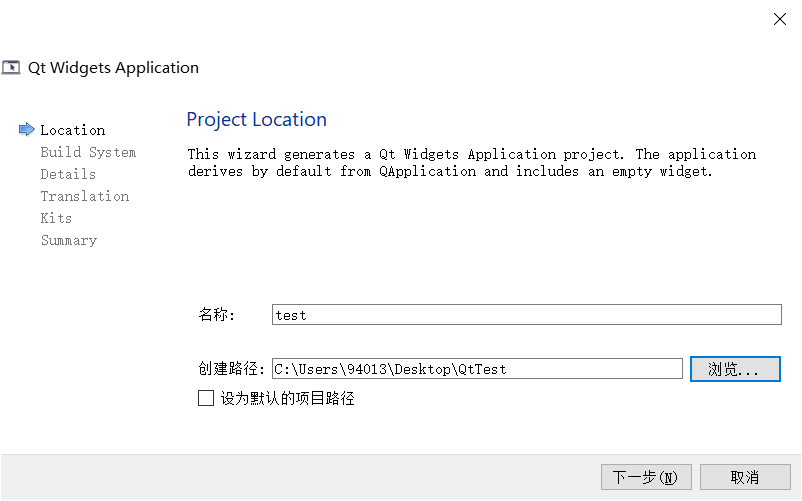 Qt Widgets Application
Location
Build System
Details
Translation
Kits
Summary
Project Location
This wizard generates a Qt Widgets Application project. The application
derives by default from QApplication and includes an empty widget.
名称: test
创建路径: C:\Users\94013\Desktop\QtTest 浏览...
设为默认的项目路径
下一步(N) 取消